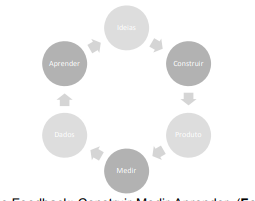 Ideias
Construir
Produto
Medir
Dados
Aprender
Feedback: Construir Medir Aprender (